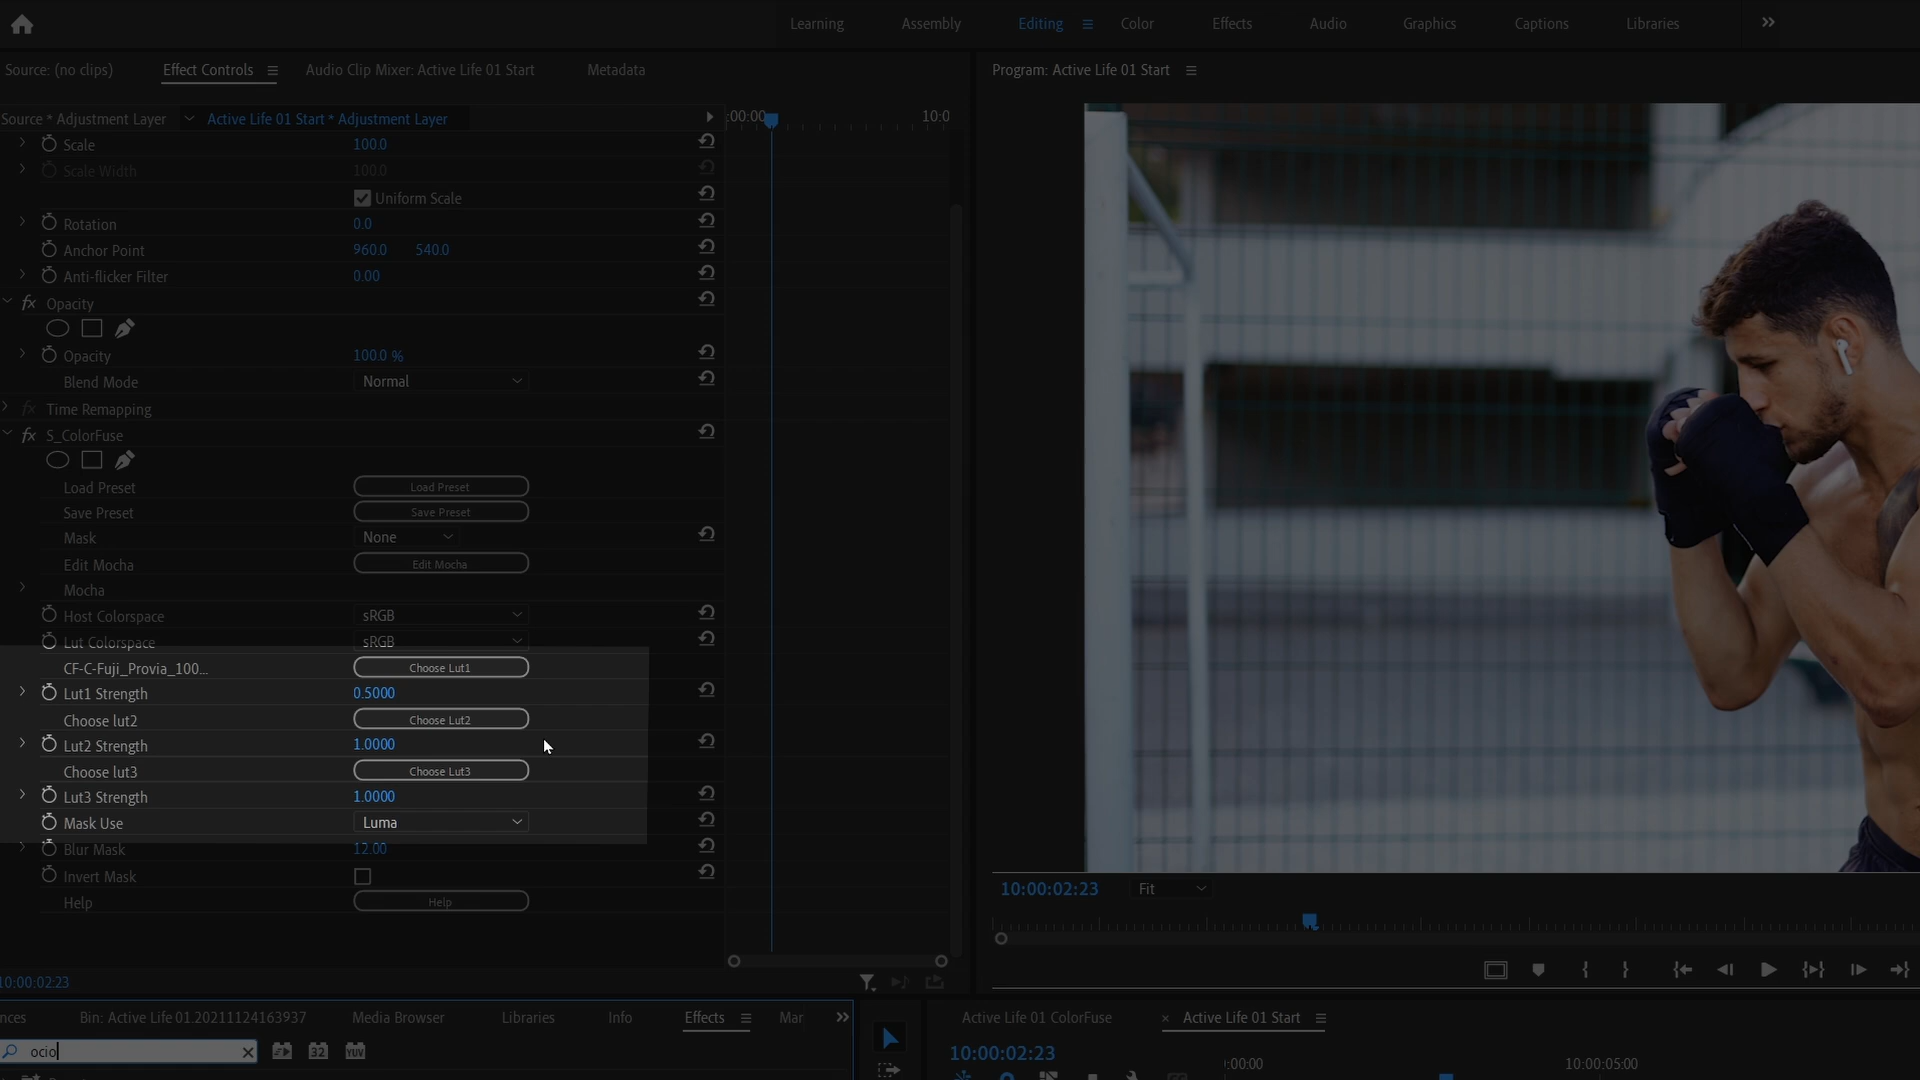 Learning Assembly Editing Color Effects Audio Graphics Captions Libraries
Source: (no clips) Effect Controls Audio Clip Mixer: Active Life 01 Start Metadata
Program: Active Life 01 Start
Source * Adjustment Layer Active Life 01 Start * Adjustment Layer
:00:00 10:0
Scale 100.0
Scale Width 100.0
Uniform Scale
Rotation 0.0
Anchor Point 960.0 540.0
Anti-flicker Filter 0.00
fx Opacity
Opacity 100.0 %
Blend Mode Normal
fx Time Remapping
fx S_ColorFuse
Load Preset Load Preset
Save Preset Save Preset
Mask None
Edit Mocha Edit Mocha
Mocha
Host Colorspace sRGB
Lut Colorspace sRGB
CF-C-Fuji_Provia_100... Choose Lut1
Lut1 Strength 0.5000
Choose lut2 Choose Lut2
Lut2 Strength 1.0000
Choose lut3 Choose Lut3
Lut3 Strength 1.0000
Mask Use Luma
Blur Mask 12.00
Invert Mask
Help Help
10:00:02:23 Fit
10:00:02:23
nces Bin: Active Life 01.20211124163937 Media Browser Libraries Info Effects Mar
ocio 32 YUV
Active Life 01 ColorFuse × Active Life 01 Start
10:00:02:23
:00:00 10:00:05:00